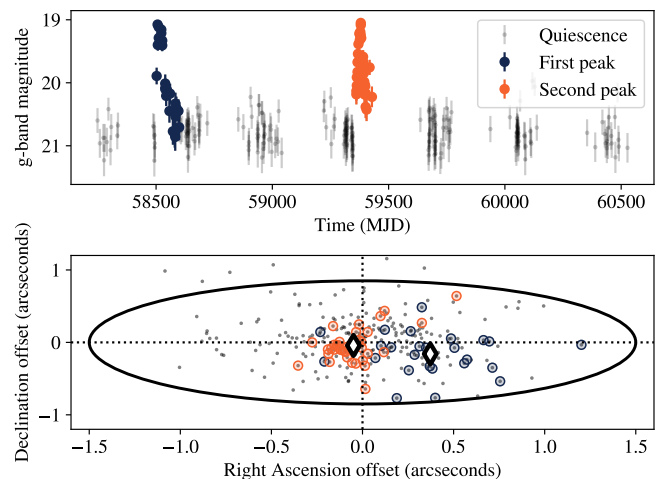 19
20
21
g-band magnitude
Quiescence
First peak
Second peak
58500
59000
59500
60000
60500
Time (MJD)
1
0
−1
Declination offset (arcseconds)
−1.5
−1.0
−0.5
0.0
0.5
1.0
1.5
Right Ascension offset (arcseconds)